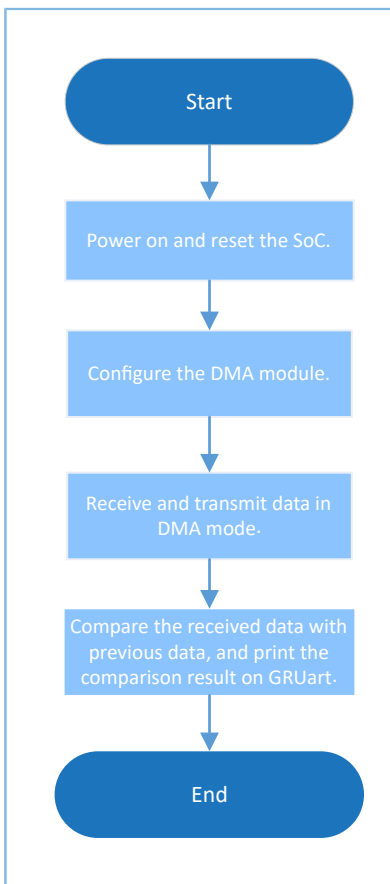 Start
Power on and reset the SoC.
Configure the DMA module.
Receive and transmit data in
DMA mode.
Compare the received data with
previous data, and print the
comparison result on GRUart.
End